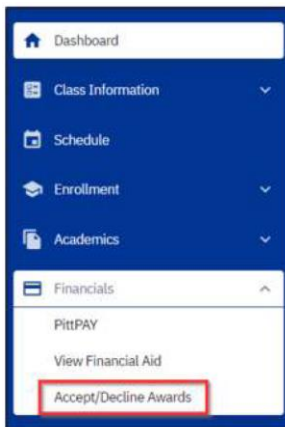 Dashboard
Class Information
Schedule
Enrollment
Academics
Financials
PittPAY
View Financial Aid
Accept/Decline Awards